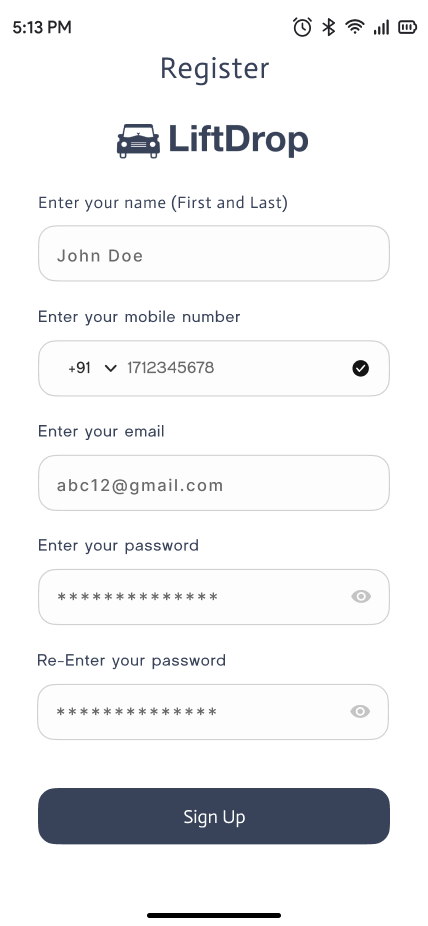 5:13 PM
Register
LiftDrop
Enter your name (First and Last)
John Doe
Enter your mobile number
+91 1712345678
Enter your email
abc12@gmail.com
Enter your password
**************
Re-Enter your password
**************
Sign Up